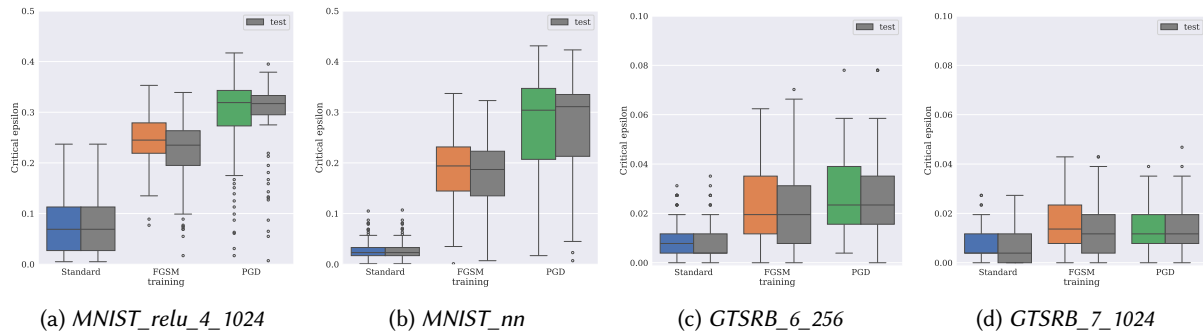 test
0.5
0.4
0.3
0.2
0.1
0.0
Critical epsilon
Standard FGSM PGD
training
(a) MNIST_relu_4_1024
test
0.5
0.4
0.3
0.2
0.1
0.0
Critical epsilon
Standard FGSM PGD
training
(b) MNIST_nn
test
0.10
0.08
0.06
0.04
0.02
0.00
Critical epsilon
Standard FGSM PGD
training
(c) GTSRB_6_256
test
0.10
0.08
0.06
0.04
0.02
0.00
Critical epsilon
Standard FGSM PGD
training
(d) GTSRB_7_1024